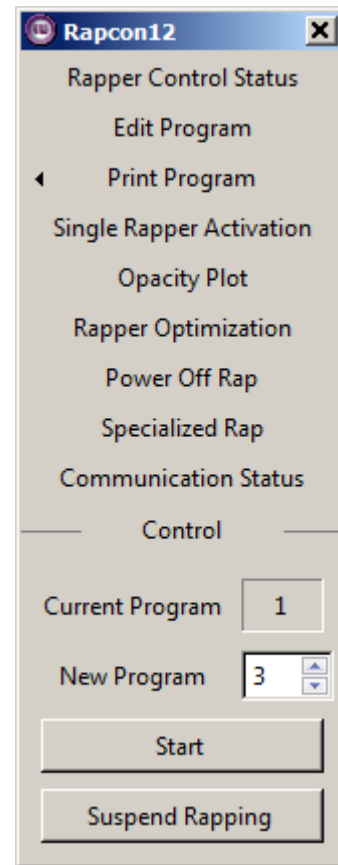 Rapcon12
Rapper Control Status
Edit Program
Print Program
Single Rapper Activation
Opacity Plot
Rapper Optimization
Power Off Rap
Specialized Rap
Communication Status
Control
Current Program 1
New Program 3
Start
Suspend Rapping